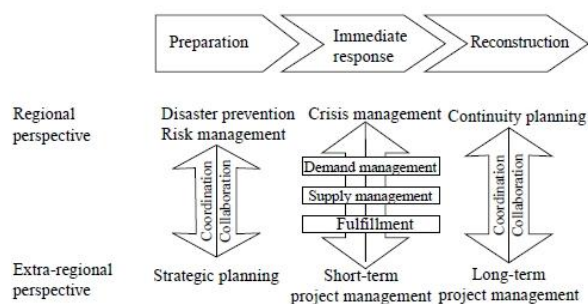 Preparation
Immediate
response
Reconstruction
Regional
perspective
Disaster prevention
Risk management
Crisis management
Continuity planning
Coordination
Collaboration
Demand management
Supply management
Fulfillment
Coordination
Collaboration
Extra-regional
perspective
Strategic planning
Short-term
project management
Long-term
project management